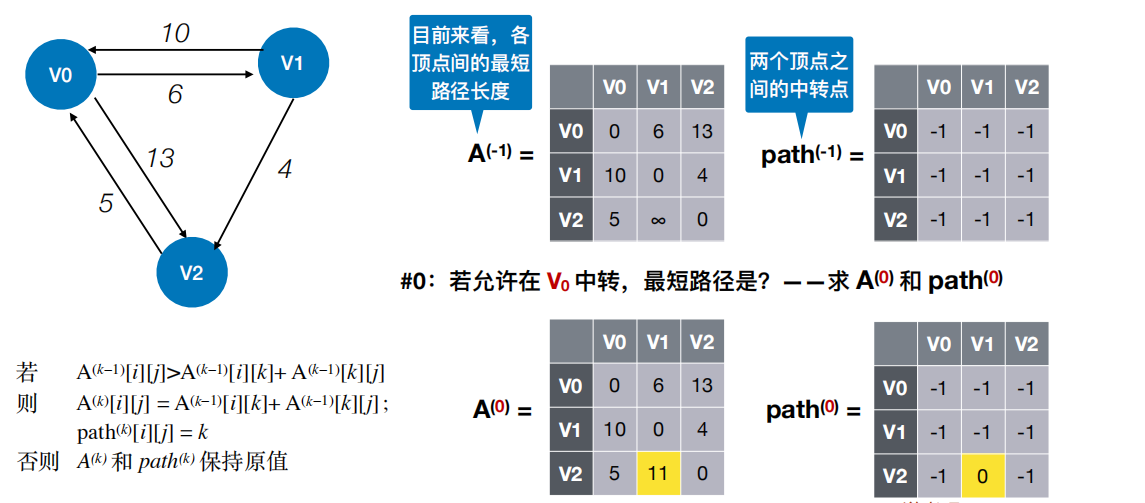 10
V0
V1
6
13
4
5
V2
目前来看，各
顶点间的最短
路径长度
A(-1) =
V0 V1 V2
V0 0 6 13
V1 10 0 4
V2 5 ∞ 0
两个顶点之
间的中转点
path(-1) =
V0 V1 V2
V0 -1 -1 -1
V1 -1 -1 -1
V2 -1 -1 -1
#0：若允许在 V0 中转，最短路径是？——求 A(0) 和 path(0)
若 A(k−1)[i][j]>A(k−1)[i][k]+ A(k−1)[k][j]
则 A(k)[i][j] = A(k−1)[i][k]+ A(k−1)[k][j] ;
path(k)[i][j] = k
否则 A(k) 和 path(k) 保持原值
A(0) =
V0 V1 V2
V0 0 6 13
V1 10 0 4
V2 5 11 0
path(0) =
V0 V1 V2
V0 -1 -1 -1
V1 -1 -1 -1
V2 -1 0 -1